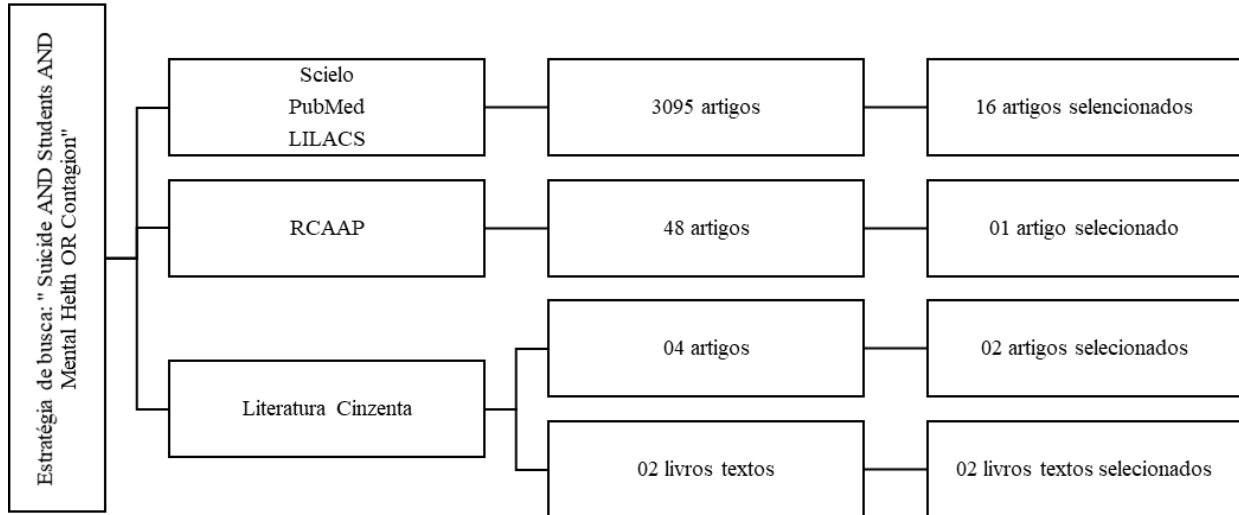 Estratégia de busca: " Suicide AND Students AND
Mental Helth OR Contagion"
Scielo
PubMed
LILACS
3095 artigos
16 artigos selencionados
RCAAP
48 artigos
01 artigo selecionado
Literatura Cinzenta
04 artigos
02 artigos selecionados
02 livros textos
02 livros textos selecionados